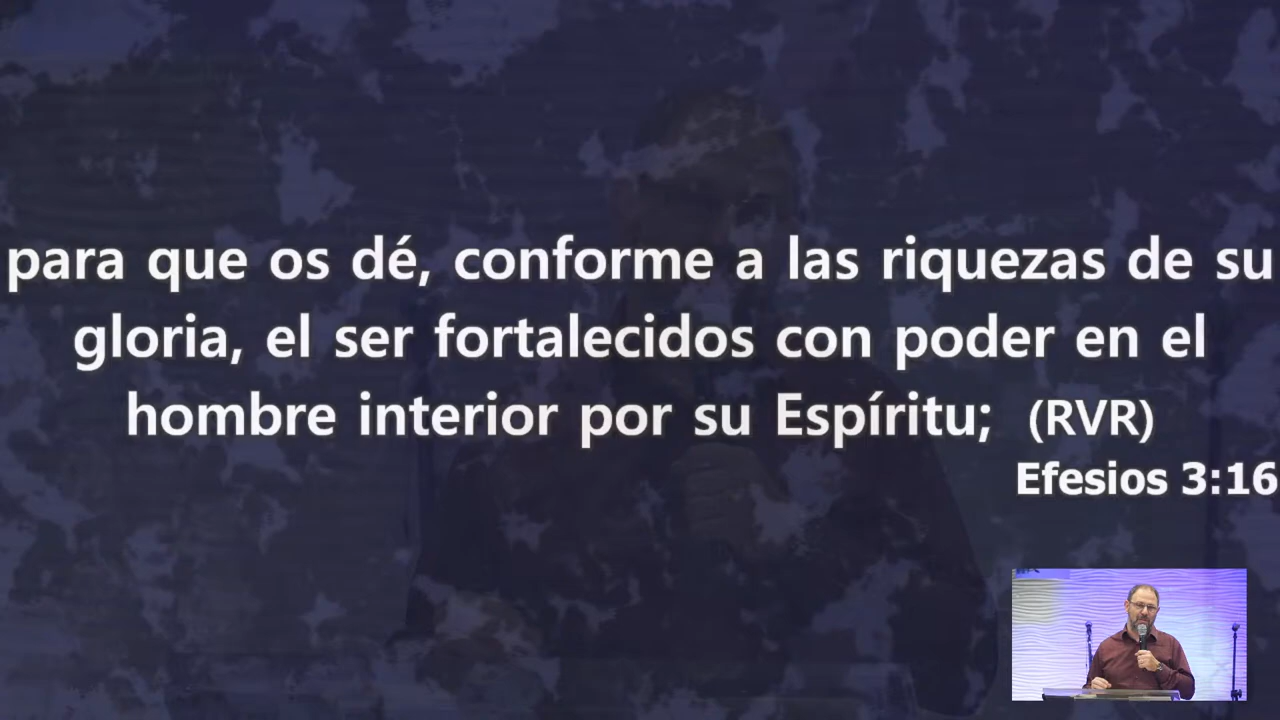 para que os dé, conforme a las riquezas de su
gloria, el ser fortalecidos con poder en el
hombre interior por su Espíritu; (RVR)
Efesios 3:16